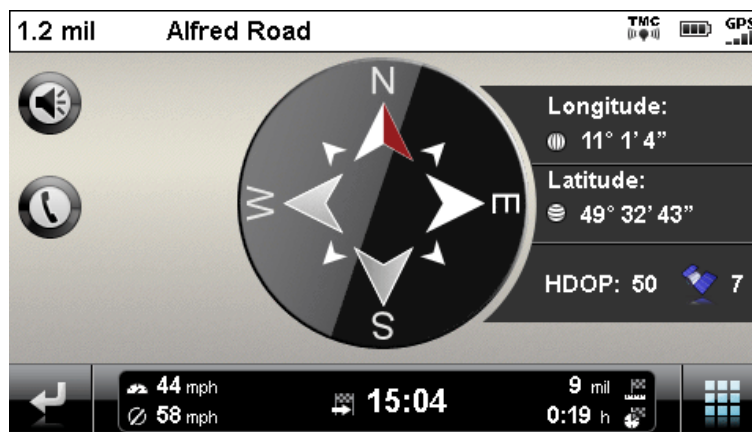 1.2 mil Alfred Road TMC GPS
N
W
E
S
Longitude:
11° 1' 4"
Latitude:
49° 32' 43"
HDOP: 50 7
44 mph
58 mph
15:04
9 mil
0:19 h